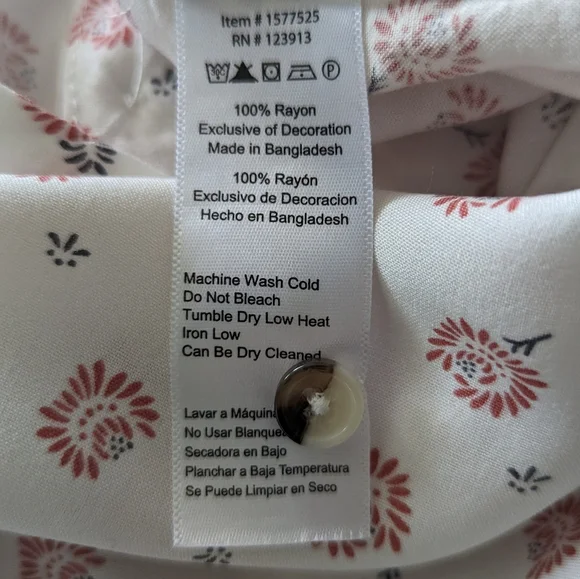 Item # 1577525
RN # 123913
100% Rayon
Exclusive of Decoration
Made in Bangladesh
100% Rayón
Exclusivo de Decoracion
Hecho en Bangladesh
Machine Wash Cold
Do Not Bleach
Tumble Dry Low Heat
Iron Low
Can Be Dry Cleaned
Lavar a Máquina
No Usar
Secadora en Bajo
Planchar a Baja Temperatura
Se Puede Limpiar en Seco